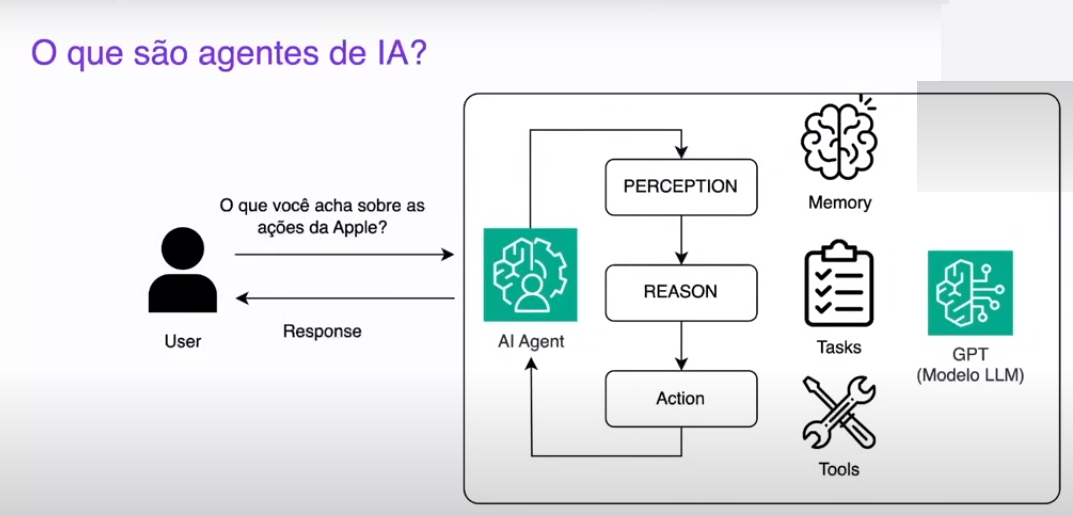 O que são agentes de IA?
O que você acha sobre as
ações da Apple?
User
Response
AI Agent
PERCEPTION
REASON
Action
Memory
Tasks
Tools
GPT
(Modelo LLM)